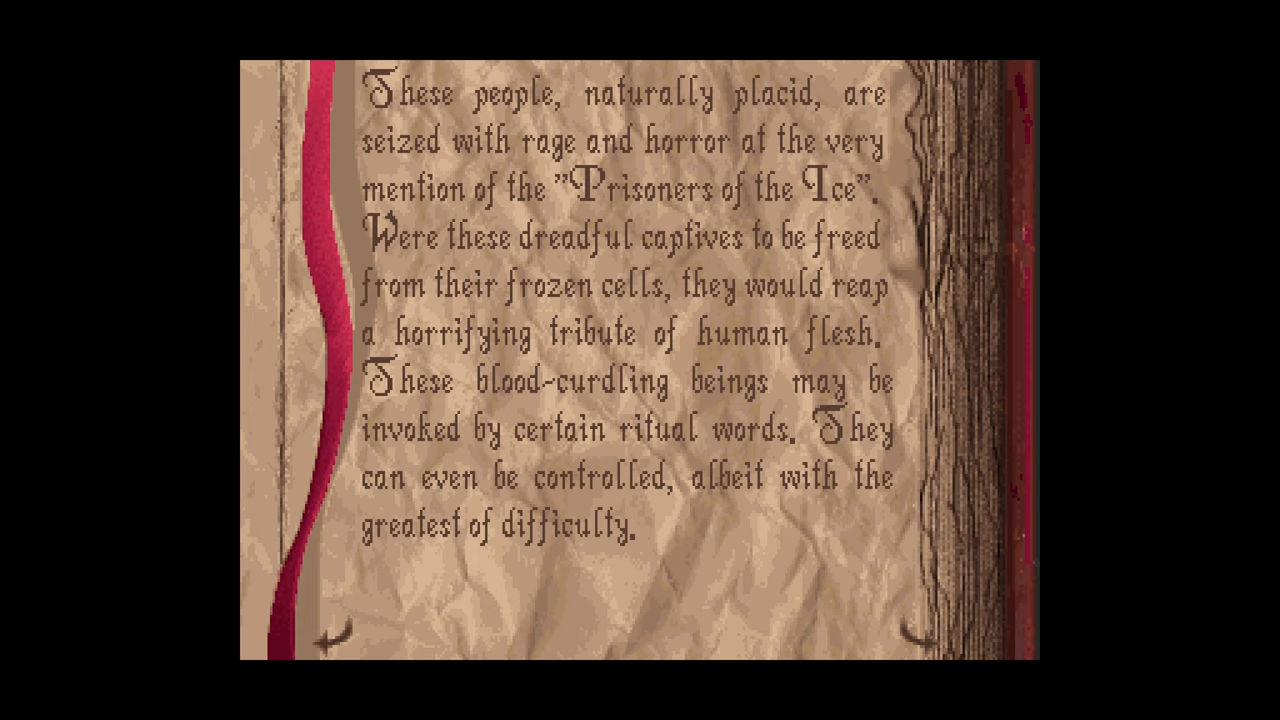 These people, naturally placid, are
seized with rage and horror at the very
mention of the "Prisoners of the Ice".
Were these dreadful captives to be freed
from their frozen cells, they would reap
a horrifying tribute of human flesh.
These blood-curdling beings may be
invoked by certain ritual words. They
can even be controlled, albeit with the
greatest of difficulty.